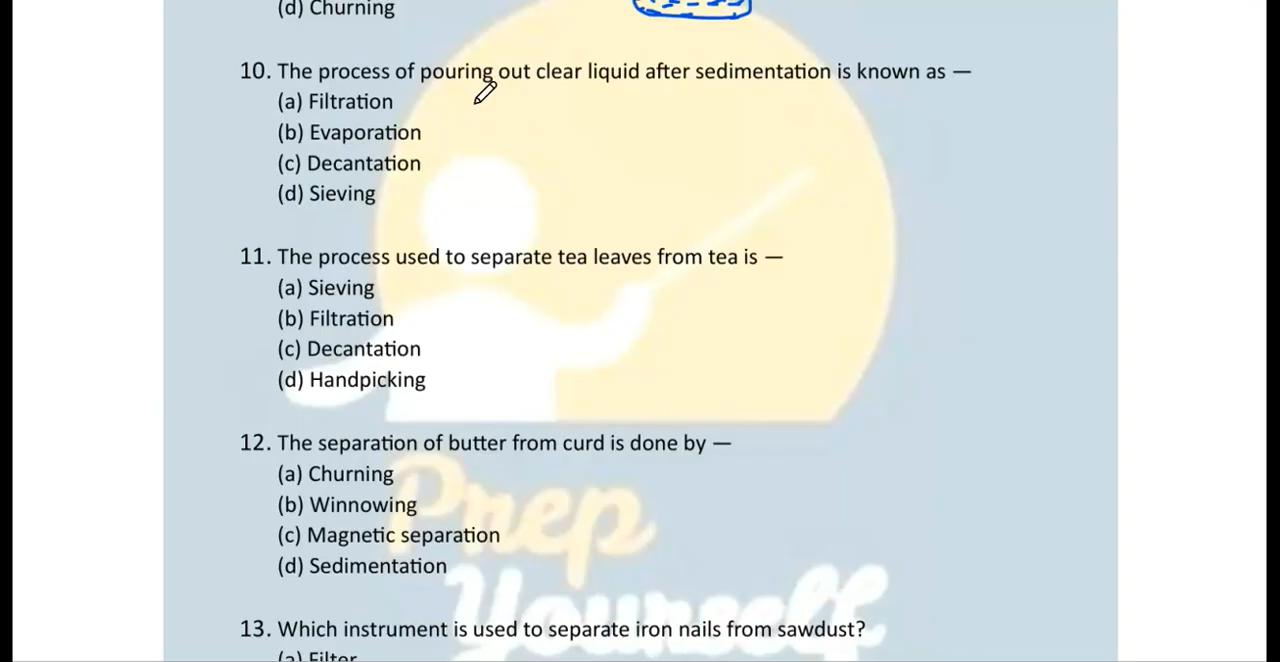 (d) Churning
10. The process of pouring out clear liquid after sedimentation is known as —
(a) Filtration
(b) Evaporation
(c) Decantation
(d) Sieving
11. The process used to separate tea leaves from tea is —
(a) Sieving
(b) Filtration
(c) Decantation
(d) Handpicking
12. The separation of butter from curd is done by —
(a) Churning
(b) Winnowing
(c) Magnetic separation
(d) Sedimentation
Prep
Yourself
13. Which instrument is used to separate iron nails from sawdust?
(a) Filter